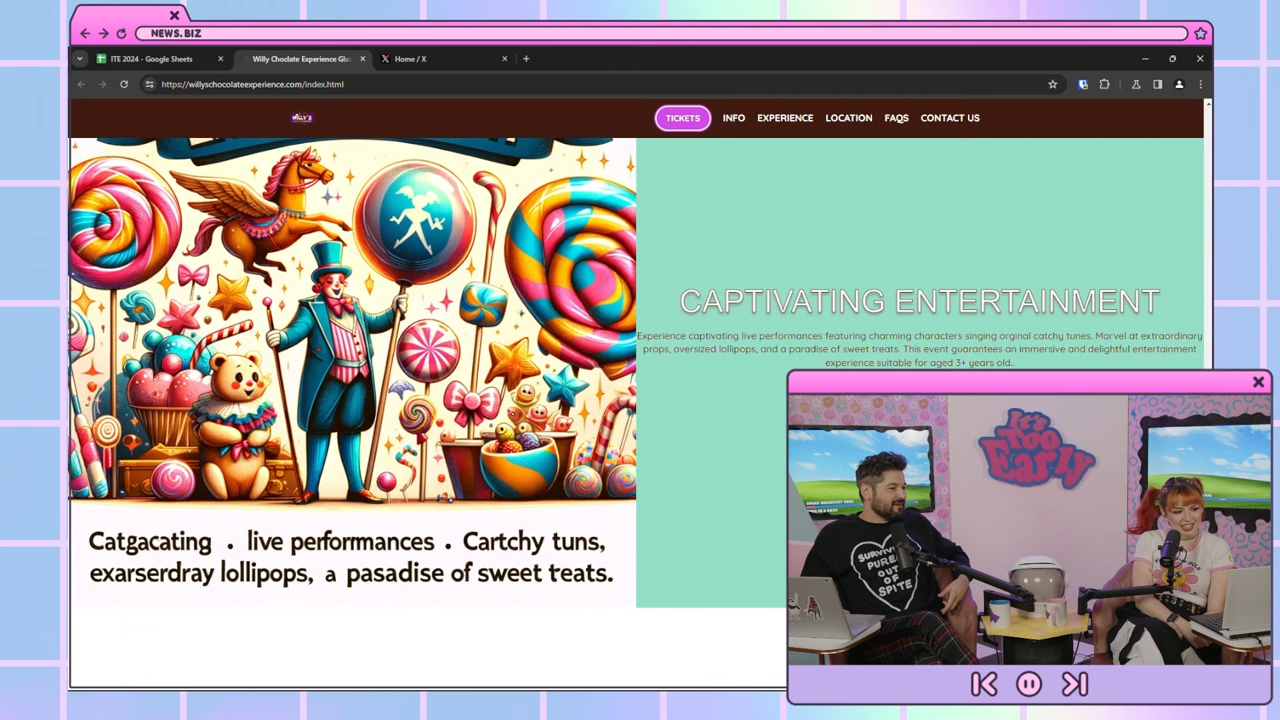 NEWS.BIZ
ITE 2024 - Google Sheets
Willy Choclate Experience Gla
Home / X
https://willyschocolateexperience.com/index.html
WILLY'S
TICKETS
INFO
EXPERIENCE
LOCATION
FAQS
CONTACT US
CAPTIVATING ENTERTAINMENT
Experience captivating live performances featuring charming characters singing orginal catchy tunes. Marvel at extraordinary
props, oversized lollipops, and a paradise of sweet treats. This event guarantees an immersive and delightful entertainment
experience suitable for aged 3+ years old..
Catgacating . live performances . Cartchy tuns,
exarserdray lollipops, a pasadise of sweet teats.
It's
Too
Early
SURVIVING
PURELY
OUT
OF
SPITE